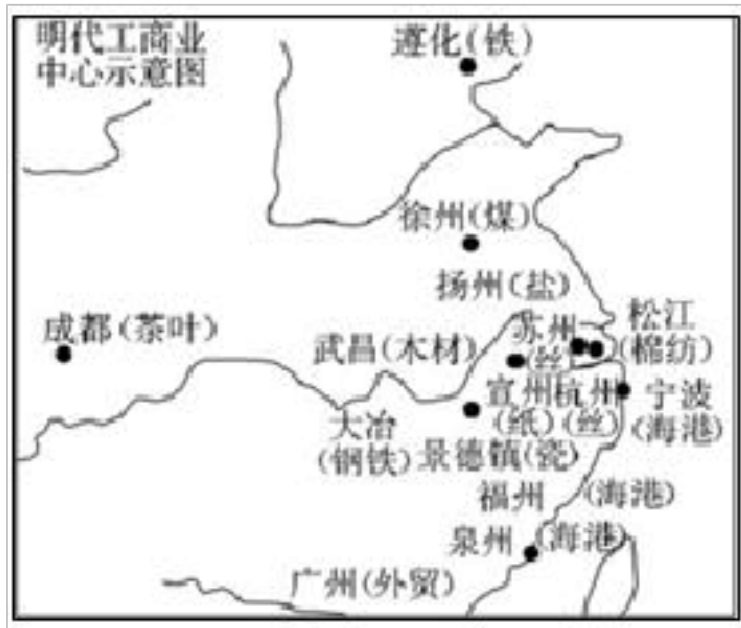 明代工商业
中心示意图
遵化(铁)
徐州(煤)
扬州(盐)
成都(茶叶)
武昌(木材)
苏州
(丝)
松江
(棉纺)
大冶
(钢铁)
宣州
(纸)
杭州
(丝)
宁波
(海港)
景德镇(瓷)
福州 (海港)
泉州 (海港)
广州(外贸)